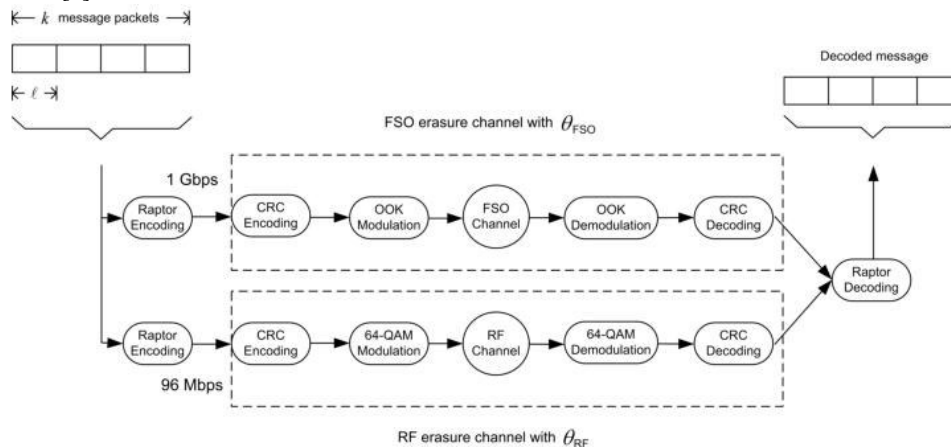 k message packets
Decoded message
ℓ
FSO erasure channel with θFSO
1 Gbps
Raptor
Encoding
CRC
Encoding
OOK
Modulation
FSO
Channel
OOK
Demodulation
CRC
Decoding
Raptor
Decoding
Raptor
Encoding
CRC
Encoding
64-QAM
Modulation
RF
Channel
64-QAM
Demodulation
CRC
Decoding
96 Mbps
RF erasure channel with θRF